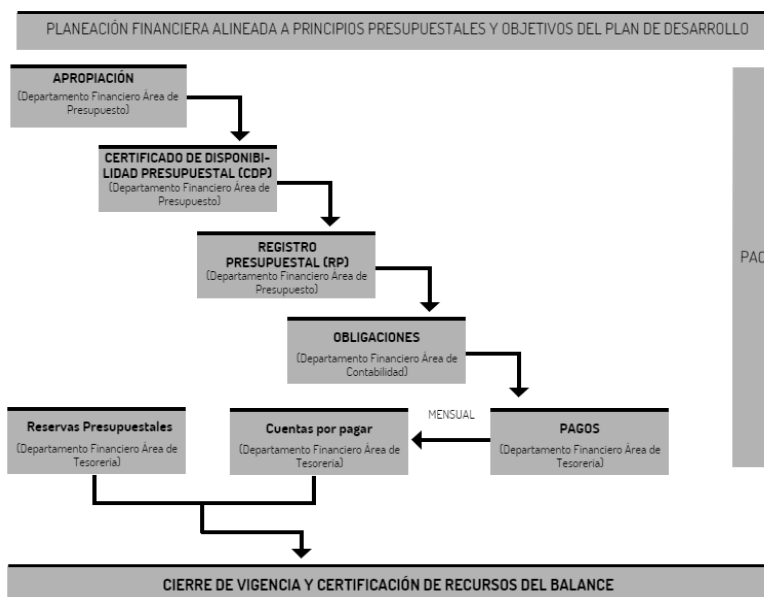 PLANEACIÓN FINANCIERA ALINEADA A PRINCIPIOS PRESUPUESTALES Y OBJETIVOS DEL PLAN DE DESARROLLO
APROPIACIÓN
(Departamento Financiero Área de
Presupuesto)
CERTIFICADO DE DISPONIBI-
LIDAD PRESUPUESTAL (CDP)
(Departamento Financiero Área de
Presupuesto)
REGISTRO
PRESUPUESTAL (RP)
(Departamento Financiero Área de
Presupuesto)
PAC
OBLIGACIONES
(Departamento Financiero Área de
Contabilidad)
Reservas Presupuestales
(Departamento Financiero Área de
Tesorería)
Cuentas por pagar
(Departamento Financiero Área de
Tesorería)
MENSUAL
PAGOS
(Departamento Financiero Área de
Tesorería)
CIERRE DE VIGENCIA Y CERTIFICACIÓN DE RECURSOS DEL BALANCE